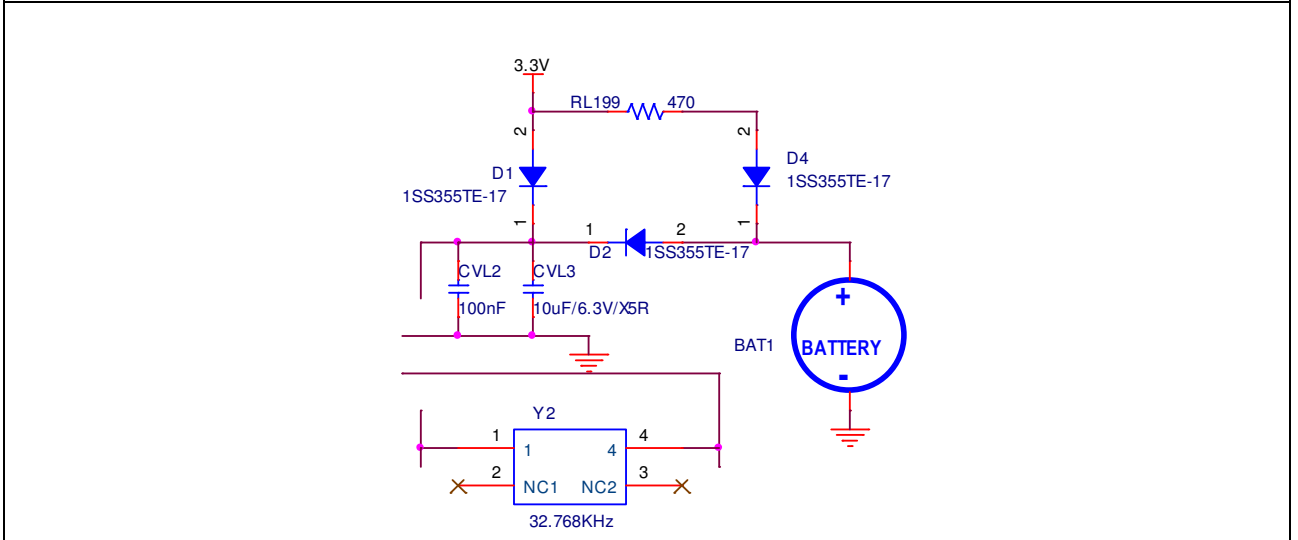 3.3V
RL199 470
2
2
D1
1SS355TE-17
D4
1SS355TE-17
1
1
1
2
D2
1SS355TE-17
CVL2
CVL3
100nF
10uF/6.3V/X5R
+
BAT1
BATTERY
-
Y2
1
1
4
4
2
NC1
NC2
3
32.768KHz